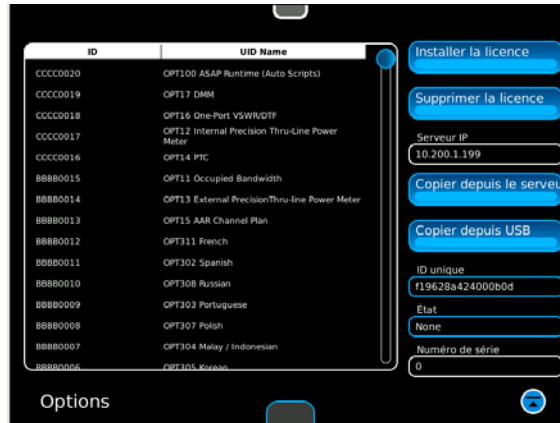 ID UID Name
CCCC0020 OPT100 ASAP Runtime (Auto Scripts)
CCCC0019 OPT17 DMM
CCCC0018 OPT16 One-Port VSWR/DTF
CCCC0017 OPT12 Internal Precision Thru-Line Power
Meter
CCCC0016 OPT14 PTC
BBBB0015 OPT11 Occupied Bandwidth
BBBB0014 OPT13 External PrecisionThru-line Power Meter
BBBB0013 OPT15 AAR Channel Plan
BBBB0012 OPT311 French
BBBB0011 OPT302 Spanish
BBBB0010 OPT308 Russian
BBBB0009 OPT303 Portuguese
BBBB0008 OPT307 Polish
BBBB0007 OPT304 Malay / Indonesian
BBBB0006 OPT305 Korean
Installer la licence
Supprimer la licence
Serveur IP
10.200.1.199
Copier depuis le serveu
Copier depuis USB
ID unique
f19628a424000b0d
État
None
Numéro de série
0
Options